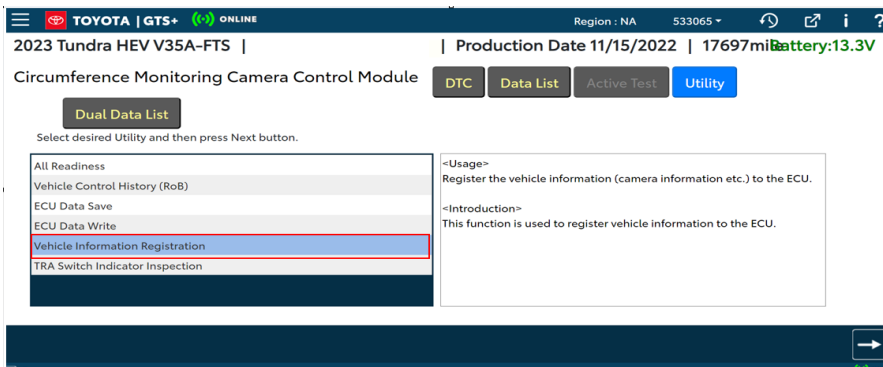 TOYOTA | GTS+ ONLINE Region : NA 533065 i ?
2023 Tundra HEV V35A-FTS | | Production Date 11/15/2022 | 17697 Battery:13.3V
Circumference Monitoring Camera Control Module DTC Data List Active Test Utility
Dual Data List
Select desired Utility and then press Next button.
All Readiness
Vehicle Control History (RoB)
ECU Data Save
ECU Data Write
Vehicle Information Registration
TRA Switch Indicator Inspection
<Usage>
Register the vehicle information (camera information etc.) to the ECU.
<Introduction>
This function is used to register vehicle information to the ECU.